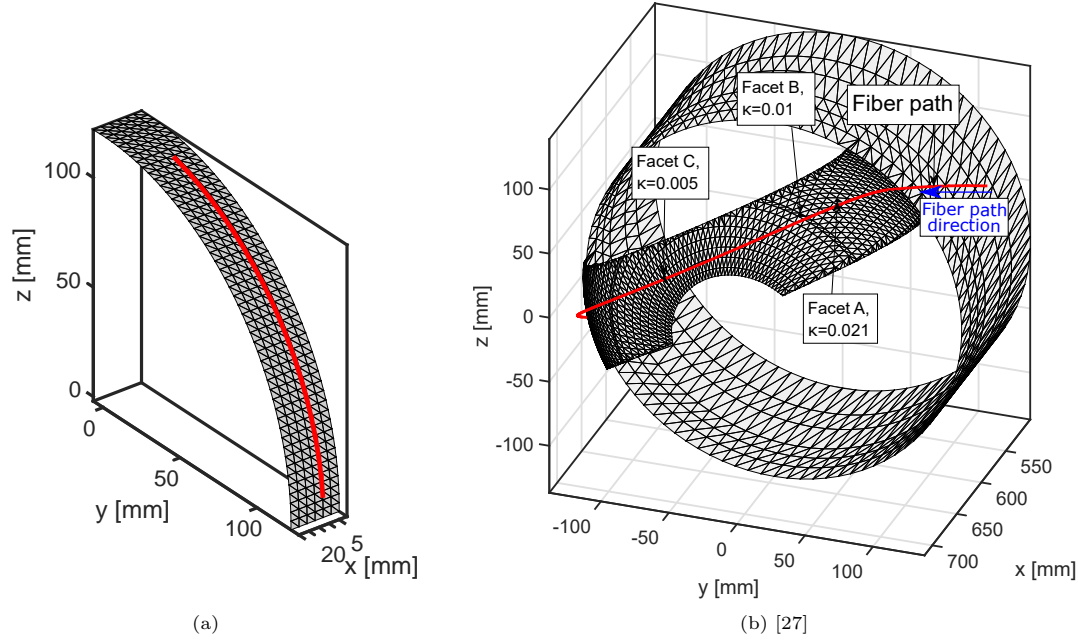 100
50
0
z [mm]
0
50
100
y [mm]
20
5
x [mm]
(a)
Facet B,
κ=0.01
Fiber path
Facet C,
κ=0.005
Fiber path
direction
Facet A,
κ=0.021
100
50
0
-50
-100
z [mm]
-100
-50
0
50
100
y [mm]
550
600
650
700
x [mm]
(b) [27]